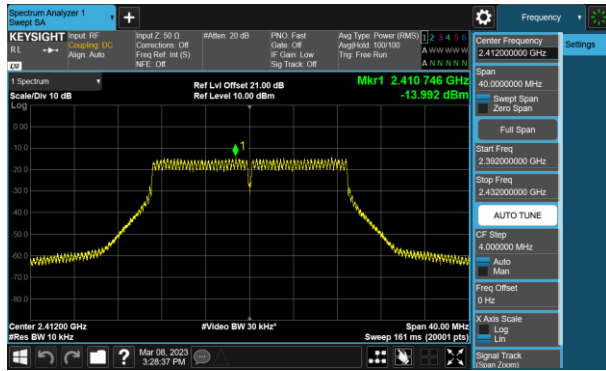 Spectrum Analyzer 1
Swept SA
Frequency
KEYSIGHT
RL
Input: RF
Coupling: DC
Align: Auto
Input Z: 50 Ω
Corrections: Off
Freq Ref: Int (S)
NFE: Off
#Atten: 20 dB
PNO: Fast
Gate: Off
IF Gain: Low
Sig Track: Off
Avg Type: Power (RMS)
Avg|Hold: 100/100
Trig: Free Run
1 2 3 4 5 6
A W W W W W
A N N N N N
LXI
1 Spectrum
Scale/Div 10 dB
Ref Lvl Offset 21.00 dB
Ref Level 10.00 dBm
Mkr1 2.410 746 GHz
-13.992 dBm
Log
1
0.00
-10.0
-20.0
-30.0
-40.0
-50.0
-60.0
-70.0
-80.0
Center 2.41200 GHz
#Res BW 10 kHz
#Video BW 30 kHz*
Span 40.00 MHz
Sweep 161 ms (20001 pts)
Mar 08, 2023
3:28:37 PM
Center Frequency
2.412000000 GHz
Settings
Span
40.0000000 MHz
Swept Span
Zero Span
Full Span
Start Freq
2.392000000 GHz
Stop Freq
2.432000000 GHz
AUTO TUNE
CF Step
4.000000 MHz
Auto
Man
Freq Offset
0 Hz
X Axis Scale
Log
Lin
Signal Track
(Span Zoom)